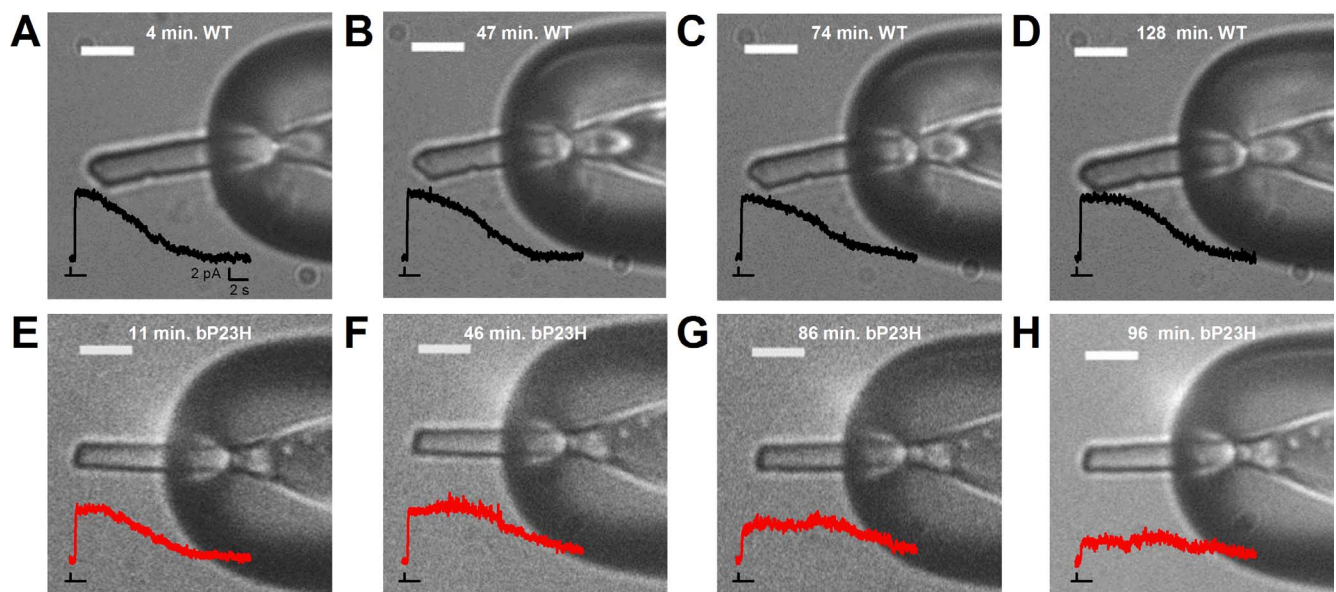 A
4 min. WT
2 pA
2 s
B
47 min. WT
C
74 min. WT
D
128 min. WT
E
11 min. bP23H
F
46 min. bP23H
G
86 min. bP23H
H
96 min. bP23H